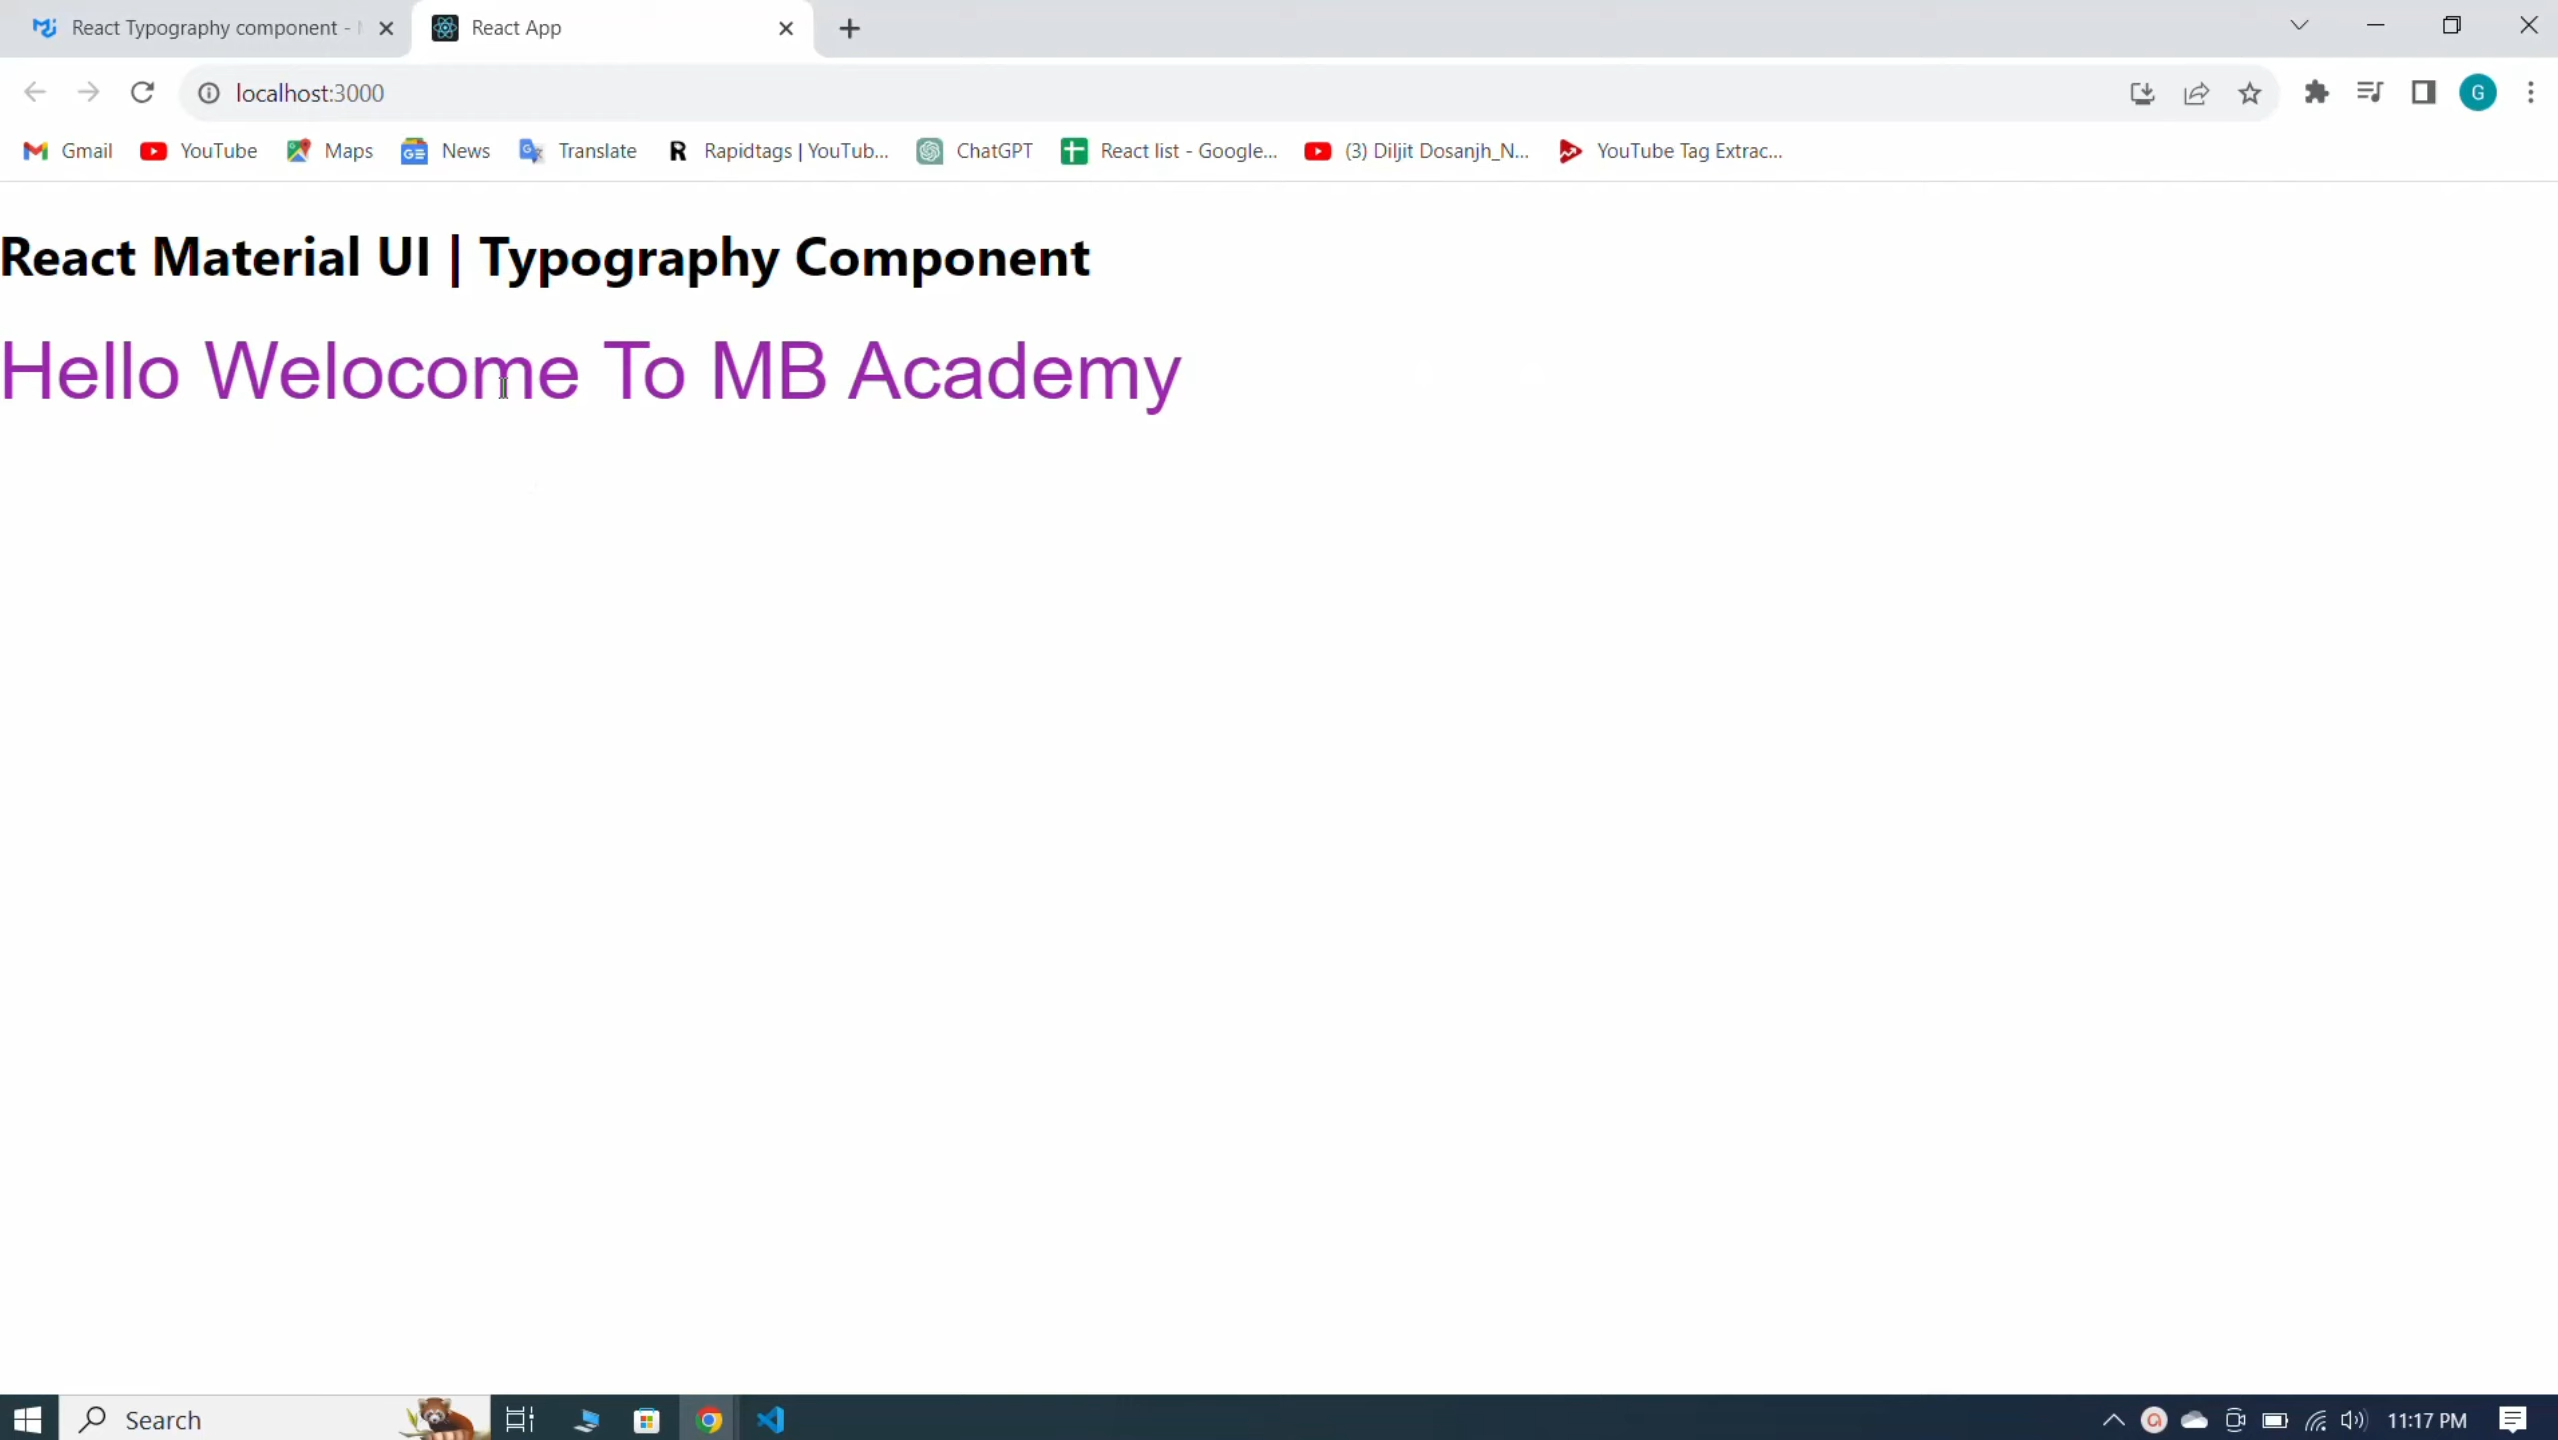 React Typography component -
React App
localhost:3000
G
Gmail
YouTube
Maps
News
Translate
Rapidtags | YouTub...
ChatGPT
React list - Google...
(3) Diljit Dosanjh_N...
YouTube Tag Extrac...
React Material UI | Typography Component
Hello Welocome To MB Academy
Search
11:17 PM